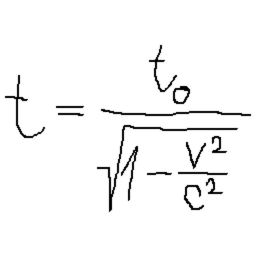 t = t₀ / √(1 − v²/c²)